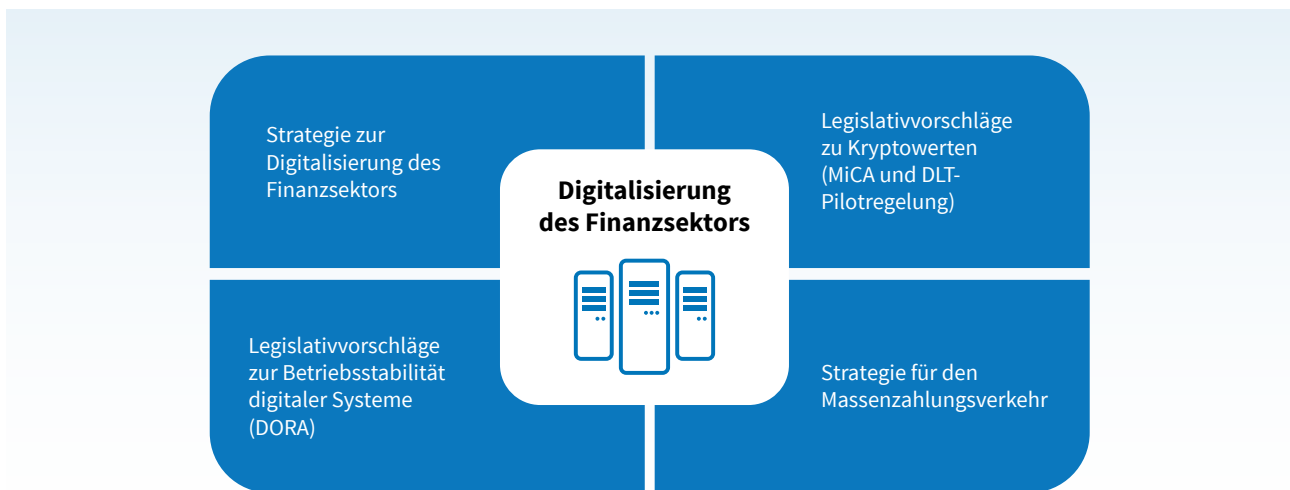 Strategie zur
Digitalisierung des
Finanzsektors
Legislativvorschläge
zu Kryptowerten
(MiCA und DLT-
Pilotregelung)
Digitalisierung
des Finanzsektors
Legislativvorschläge
zur Betriebsstabilität
digitaler Systeme
(DORA)
Strategie für den
Massenzahlungsverkehr